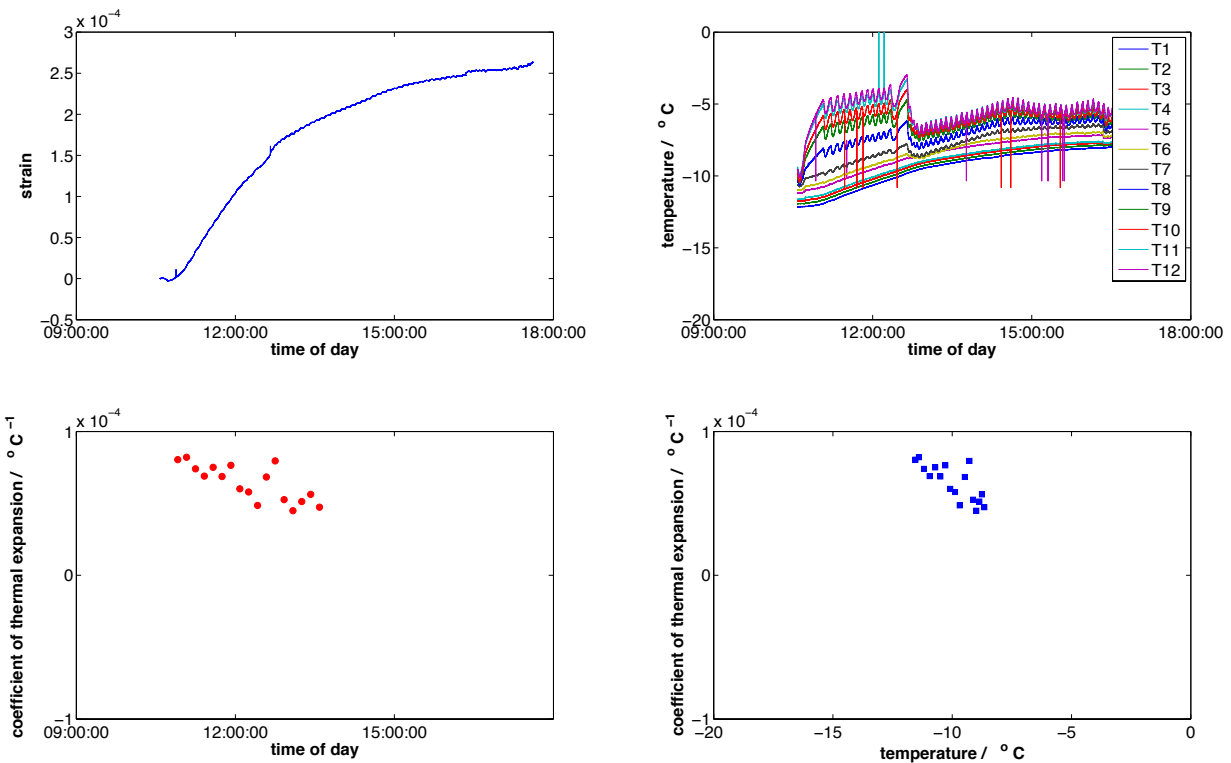 x 10⁻⁴
3
2.5
2
1.5
1
0.5
0
−0.5
strain
09:00:00 12:00:00 15:00:00 18:00:00
time of day
0
−5
−10
−15
−20
temperature / ° C
09:00:00 12:00:00 15:00:00 18:00:00
time of day
T1
T2
T3
T4
T5
T6
T7
T8
T9
T10
T11
T12
x 10⁻⁴
1
0
−1
coefficient of thermal expansion / ° C⁻¹
09:00:00 12:00:00 15:00:00
time of day
x 10⁻⁴
1
0
−1
coefficient of thermal expansion / ° C⁻¹
−20 −15 −10 −5 0
temperature / ° C